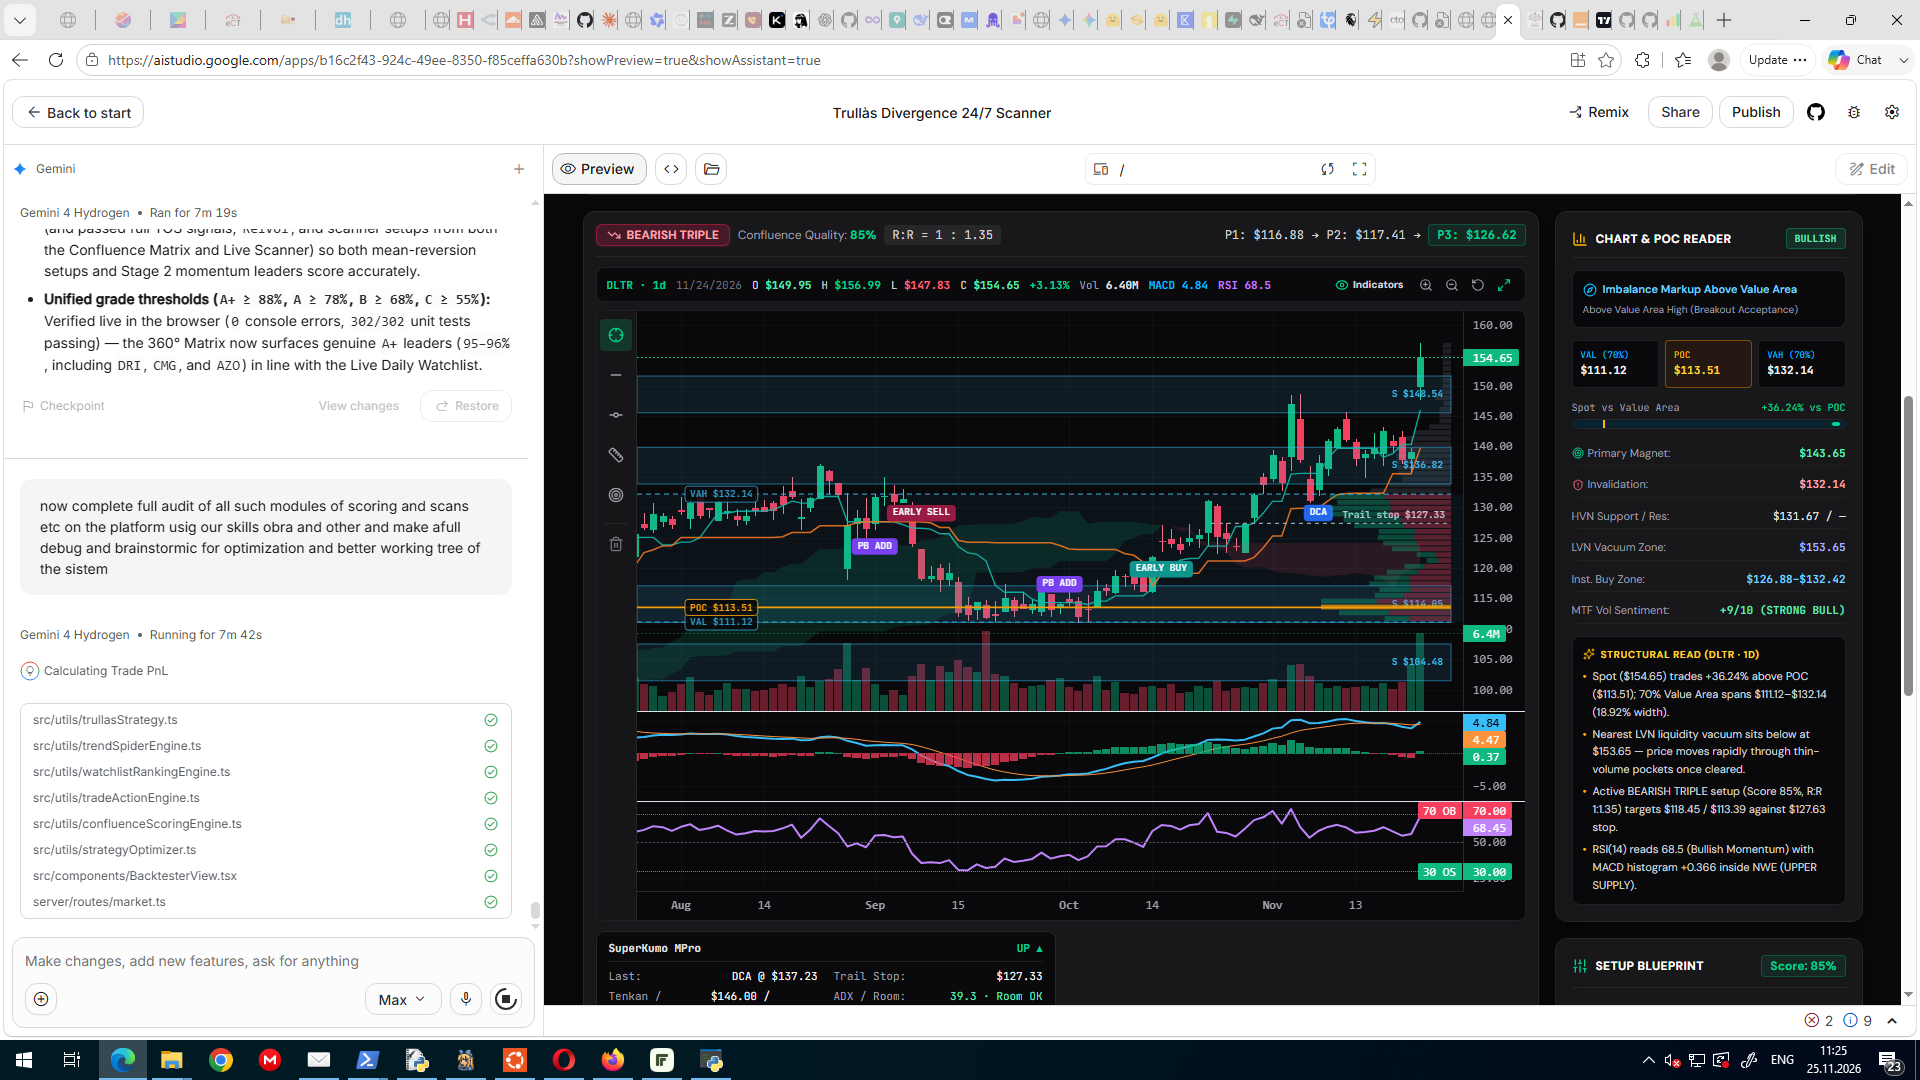 https://aistudio.google.com/apps/b16c2f43-924c-49ee-8350-f85ceffa630b?showPreview=true&showAssistant=true
Update
Chat
Back to start
Trullàs Divergence 24/7 Scanner
Remix
Share
Publish
Gemini
Preview
/
Edit
Gemini 4 Hydrogen • Ran for 7m 19s
(and passed full TOS signals, RelVol, and scanner setups from both
the Confluence Matrix and Live Scanner) so both mean-reversion
setups and Stage 2 momentum leaders score accurately.
• Unified grade thresholds (A+ ≥ 88%, A ≥ 78%, B ≥ 68%, C ≥ 55%):
Verified live in the browser (0 console errors, 302/302 unit tests
passing) — the 360° Matrix now surfaces genuine A+ leaders (95–96%
, including DRI, CMG, and AZO) in line with the Live Daily Watchlist.
Checkpoint
View changes
Restore
now complete full audit of all such modules of scoring and scans
etc on the platform usig our skills obra and other and make afull
debug and brainstormic for optimization and better working tree of
the sistem
Gemini 4 Hydrogen • Running for 7m 42s
Calculating Trade PnL
src/utils/trullasStrategy.ts
src/utils/trendSpiderEngine.ts
src/utils/watchlistRankingEngine.ts
src/utils/tradeActionEngine.ts
src/utils/confluenceScoringEngine.ts
src/utils/strategyOptimizer.ts
src/components/BacktesterView.tsx
server/routes/market.ts
Make changes, add new features, ask for anything
Max
BEARISH TRIPLE
Confluence Quality: 85%
R:R = 1 : 1.35
P1: $116.88 → P2: $117.41 → P3: $126.62
DLTR · 1d 11/24/2026 O $149.95 H $156.99 L $147.83 C $154.65 +3.13% Vol 6.40M MACD 4.84 RSI 68.5
Indicators
160.00
154.65
150.00
S $148.54
145.00
140.00
S $136.82
135.00
VAH $132.14
130.00
EARLY SELL
DCA
Trail stop $127.33
125.00
PB ADD
120.00
EARLY BUY
PB ADD
115.00
POC $113.51
S $114.05
VAL $111.12
6.4M
105.00
S $104.48
100.00
4.84
4.47
0.37
−5.00
70 OB 70.00
68.45
50.00
30 OS 30.00
Aug 14 Sep 15 Oct 14 Nov 13
SuperKumo MPro
UP ▲
Last: DCA @ $137.23 Trail Stop: $127.33
Tenkan / $146.00 / ADX / Room: 39.3 · Room OK
CHART & POC READER
BULLISH
Imbalance Markup Above Value Area
Above Value Area High (Breakout Acceptance)
VAL (70%)
$111.12
POC
$113.51
VAH (70%)
$132.14
Spot vs Value Area
+36.24% vs POC
Primary Magnet: $143.65
Invalidation: $132.14
HVN Support / Res: $131.67 / —
LVN Vacuum Zone: $153.65
Inst. Buy Zone: $126.88–$132.42
MTF Vol Sentiment: +9/10 (STRONG BULL)
STRUCTURAL READ (DLTR · 1D)
• Spot ($154.65) trades +36.24% above POC
($113.51); 70% Value Area spans $111.12–$132.14
(18.92% width).
• Nearest LVN liquidity vacuum sits below at
$153.65 — price moves rapidly through thin-
volume pockets once cleared.
• Active BEARISH TRIPLE setup (Score 85%, R:R
1:1.35) targets $118.45 / $113.39 against $127.63
stop.
• RSI(14) reads 68.5 (Bullish Momentum) with
MACD histogram +0.366 inside NWE (UPPER
SUPPLY).
SETUP BLUEPRINT
Score: 85%
2
9
ENG
11:25
25.11.2026
23